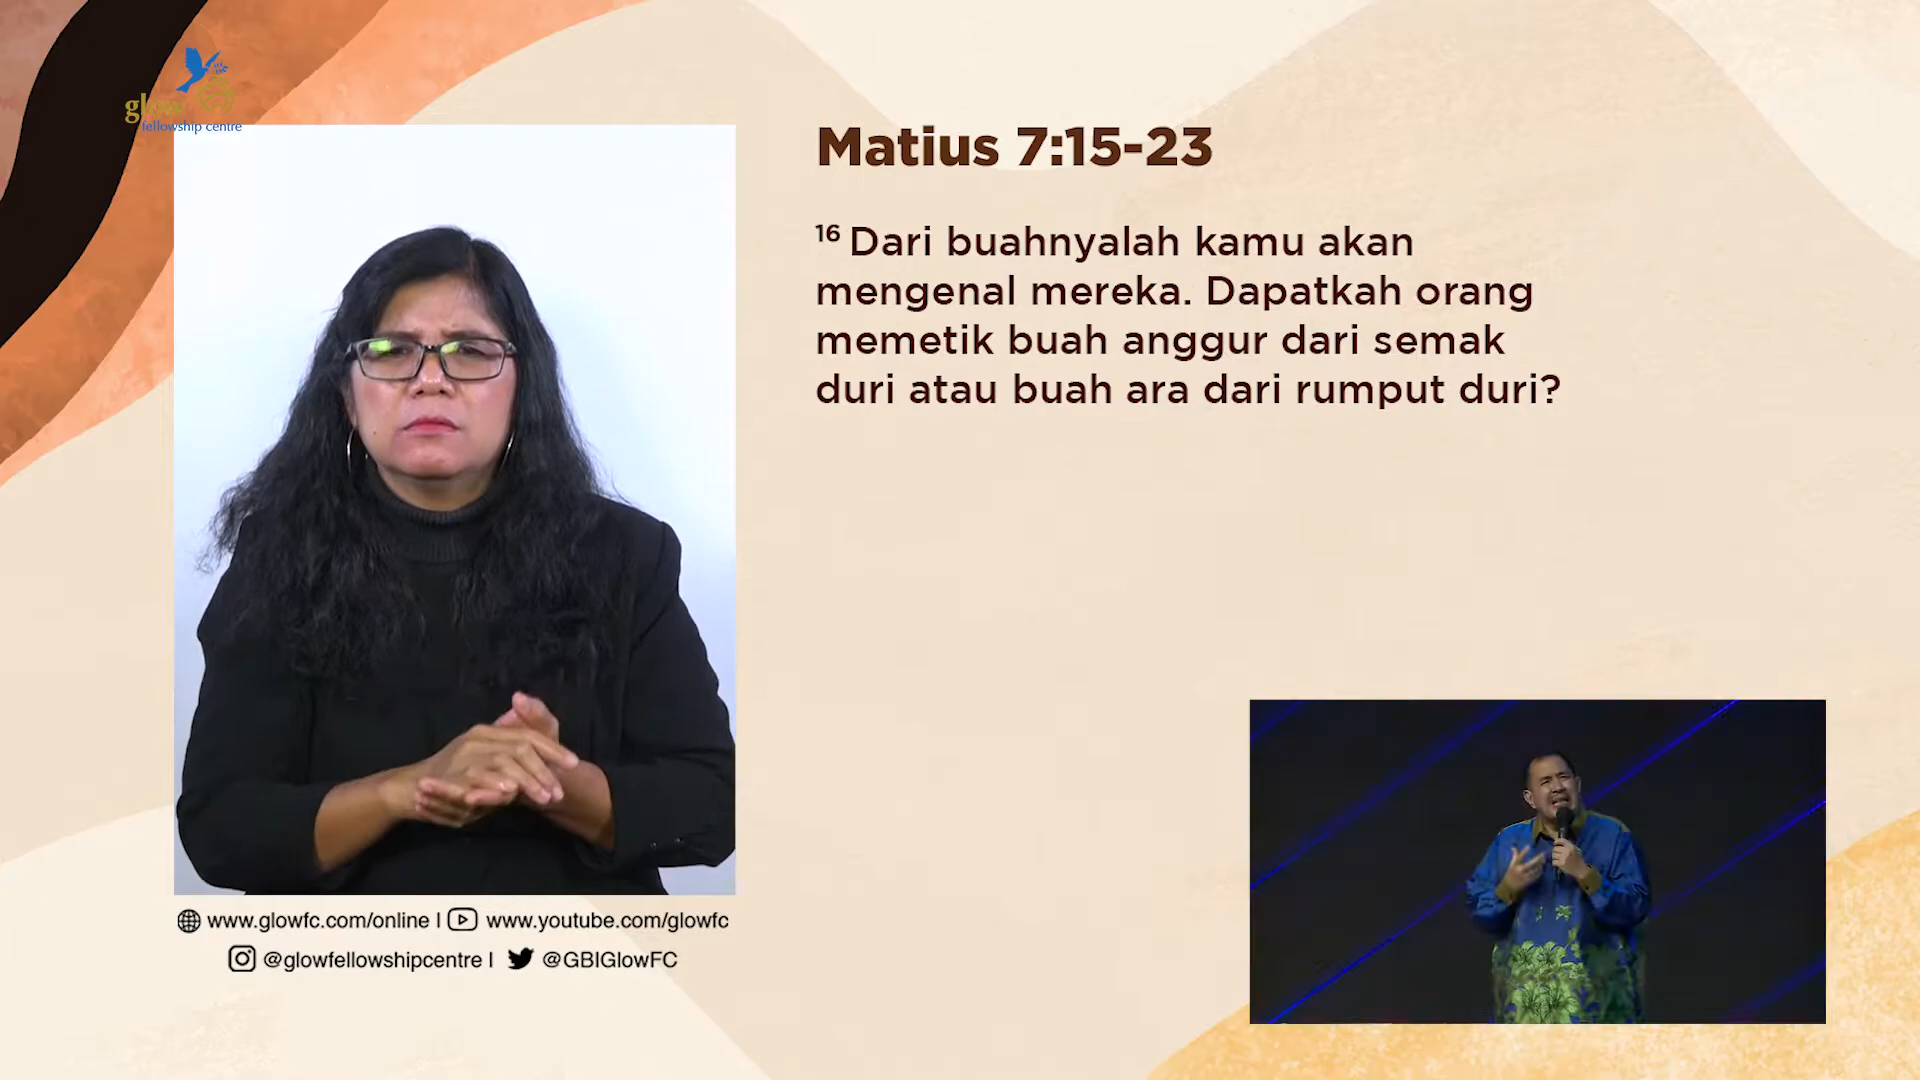 glow
fellowship centre
Matius 7:15-23
16 Dari buahnyalah kamu akan
mengenal mereka. Dapatkah orang
memetik buah anggur dari semak
duri atau buah ara dari rumput duri?
www.glowfc.com/online | www.youtube.com/glowfc
@glowfellowshipcentre | @GBIGlowFC